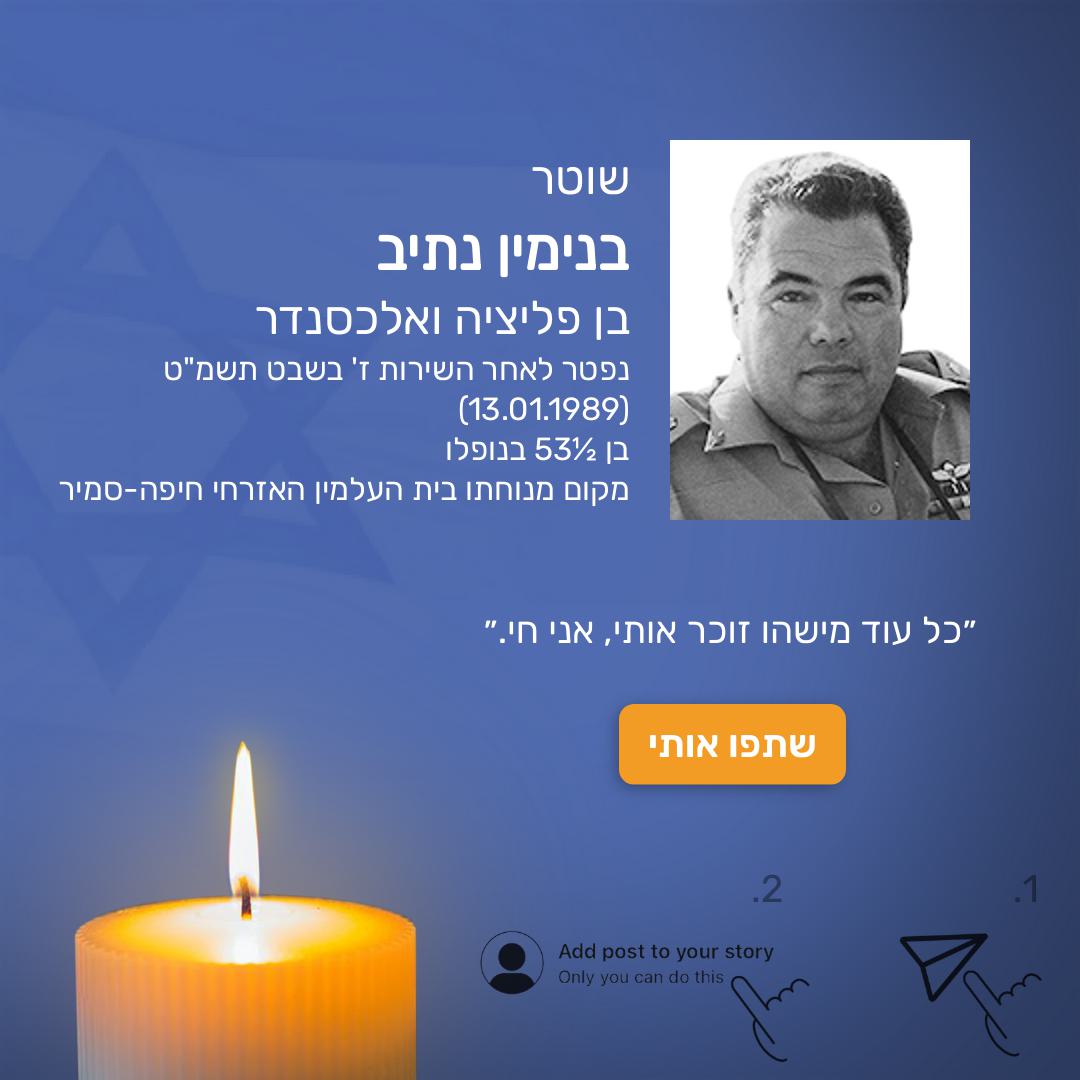 שוטר
בנימין נתיב
בן פליציה ואלכסנדר
נפטר לאחר השירות ז' בשבט תשמ"ט
(13.01.1989)
בן 53½ בנופלו
מקום מנוחתו בית העלמין האזרחי חיפה-סמיר
״כל עוד מישהו זוכר אותי, אני חי.״
שתפו אותי
1.
2.
Add post to your story
Only you can do this